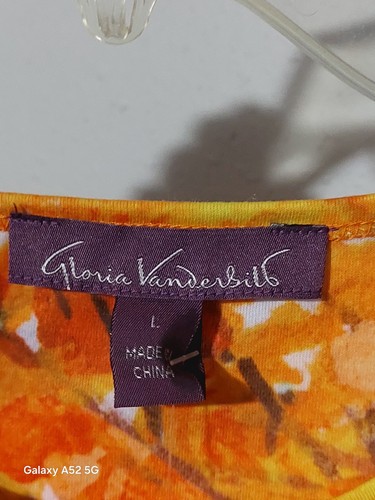 Gloria Vanderbilt
L
MADE IN
CHINA
Galaxy A52 5G